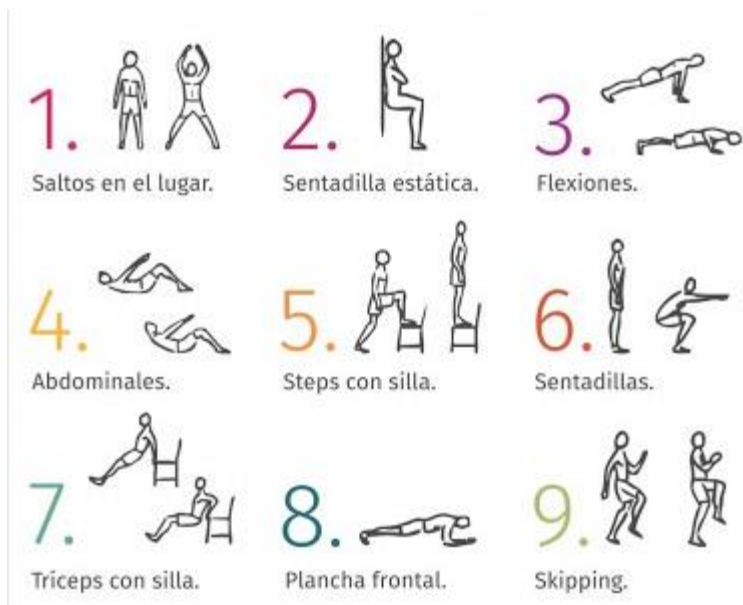 1.
Saltos en el lugar.
2.
Sentadilla estática.
3.
Flexiones.
4.
Abdominales.
5.
Steps con silla.
6.
Sentadillas.
7.
Triceps con silla.
8.
Plancha frontal.
9.
Skipping.